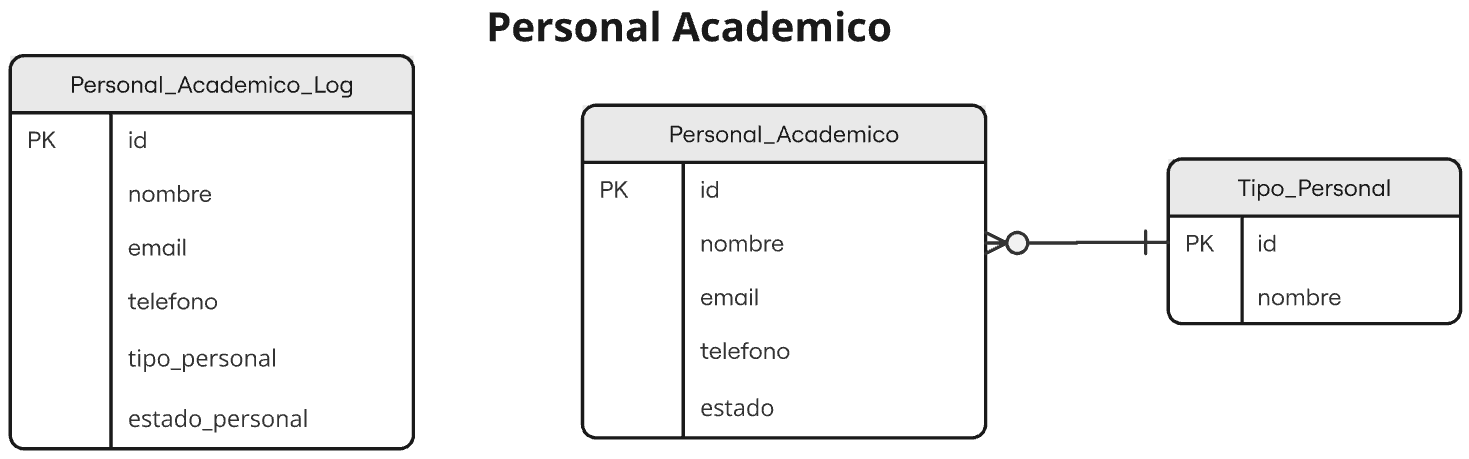 Personal Academico
Personal_Academico_Log
PK id
nombre
email
telefono
tipo_personal
estado_personal
Personal_Academico
PK id
nombre
email
telefono
estado
Tipo_Personal
PK id
nombre